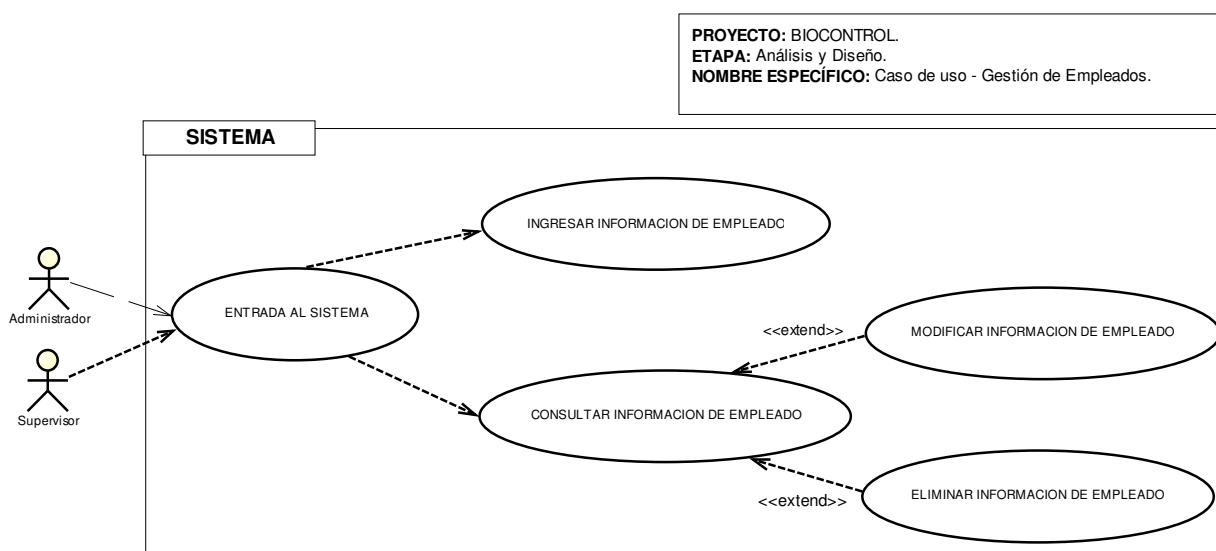 PROYECTO: BIOCONTROL.
ETAPA: Análisis y Diseño.
NOMBRE ESPECÍFICO: Caso de uso - Gestión de Empleados.
SISTEMA
INGRESAR INFORMACION DE EMPLEADO
Administrador
ENTRADA AL SISTEMA
<<extend>>
MODIFICAR INFORMACION DE EMPLEADO
Supervisor
CONSULTAR INFORMACION DE EMPLEADO
<<extend>>
ELIMINAR INFORMACION DE EMPLEADO